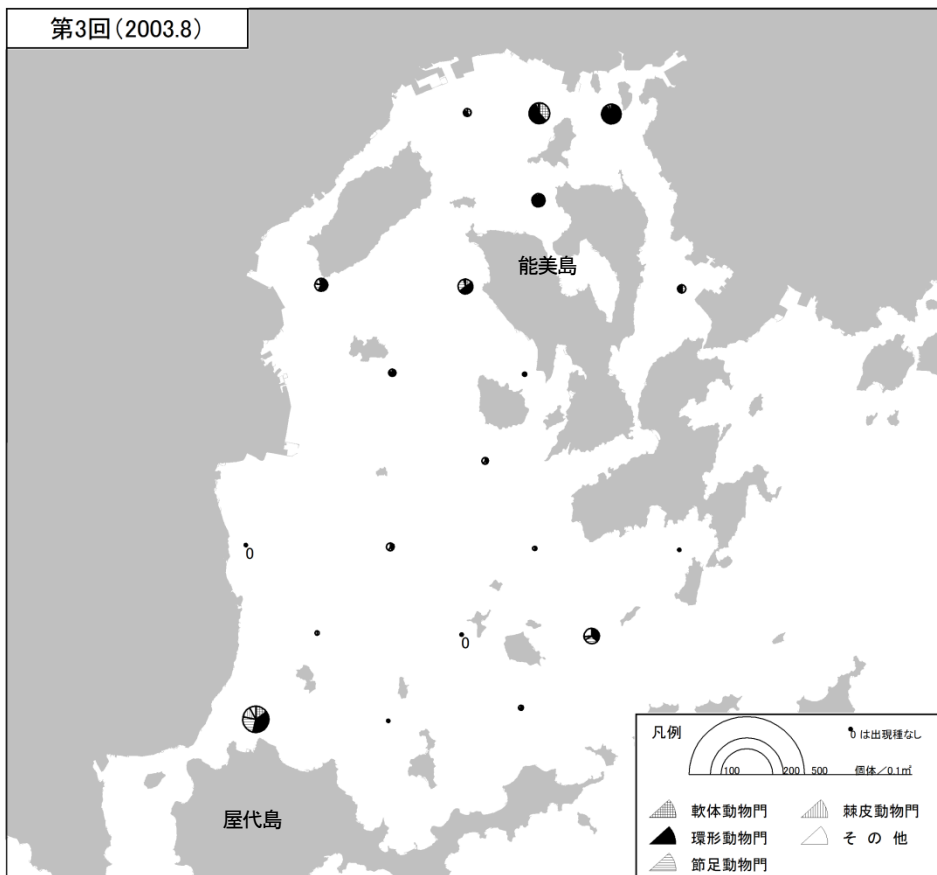 第3回(2003.8)
能美島
0
0
屋代島
凡例
0 は出現種なし
100 200 500 個体/0.1㎡
軟体動物門 棘皮動物門
環形動物門 その他
節足動物門